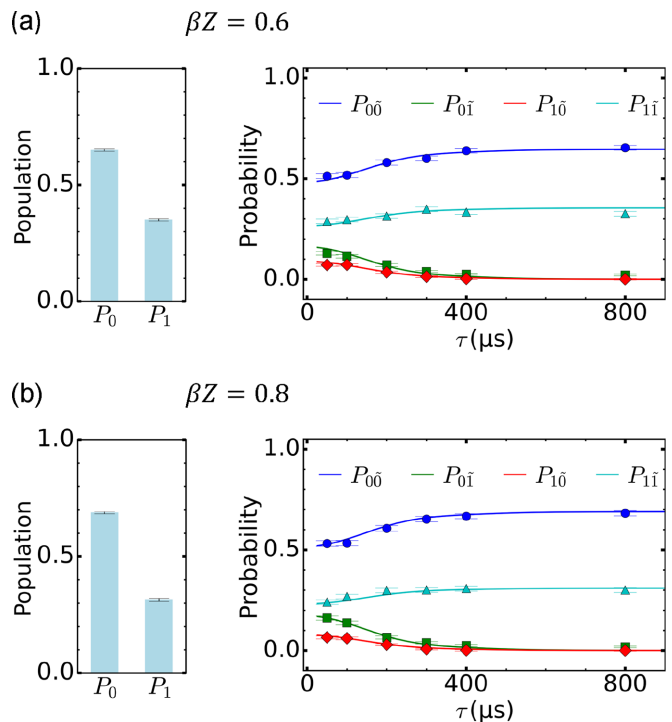 (a)
βZ = 0.6
1.0
0.5
0.0
Population
P₀ P₁
1.0
0.5
0.0
Probability
P₀₀̃ P₀₁̃ P₁₀̃ P₁₁̃
0 400 800
τ(μs)
(b)
βZ = 0.8
1.0
0.5
0.0
Population
P₀ P₁
1.0
0.5
0.0
Probability
P₀₀̃ P₀₁̃ P₁₀̃ P₁₁̃
0 400 800
τ(μs)